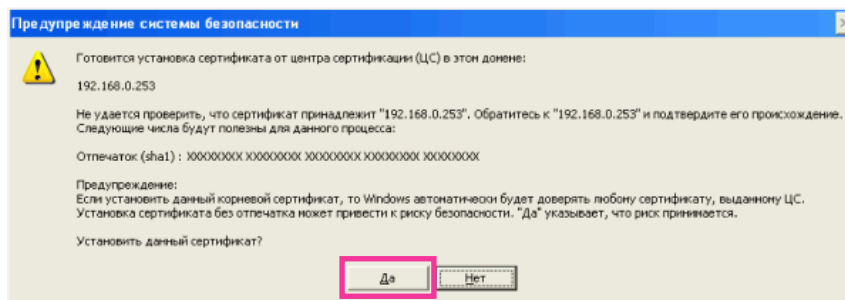 Предупреждение системы безопасности
Готовится установка сертификата от центра сертификации (ЦС) в этом домене:
192.168.0.253
Не удается проверить, что сертификат принадлежит "192.168.0.253". Обратитесь к "192.168.0.253" и подтвердите его происхождение.
Следующие числа будут полезны для данного процесса:
Отпечаток (sha1) : XXXXXXXX XXXXXXXX XXXXXXXX XXXXXXXX XXXXXXXX
Предупреждение:
Если установить данный корневой сертификат, то Windows автоматически будет доверять любому сертификату, выданному ЦС.
Установка сертификата без отпечатка может привести к риску безопасности. "Да" указывает, что риск принимается.
Установить данный сертификат?
Да Нет